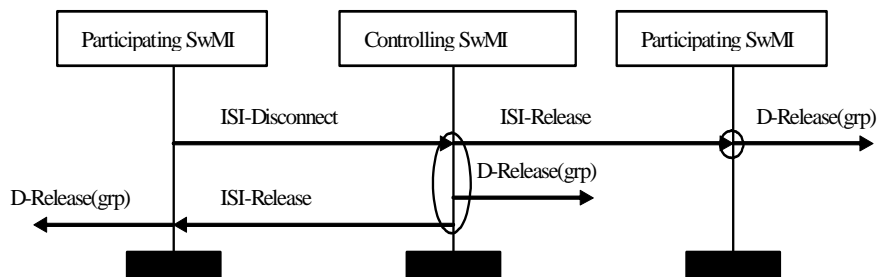 Participating SwMI
Controlling SwMI
Participating SwMI
ISI-Disconnect
ISI-Release
D-Release(grp)
D-Release(grp)
D-Release(grp)
ISI-Release